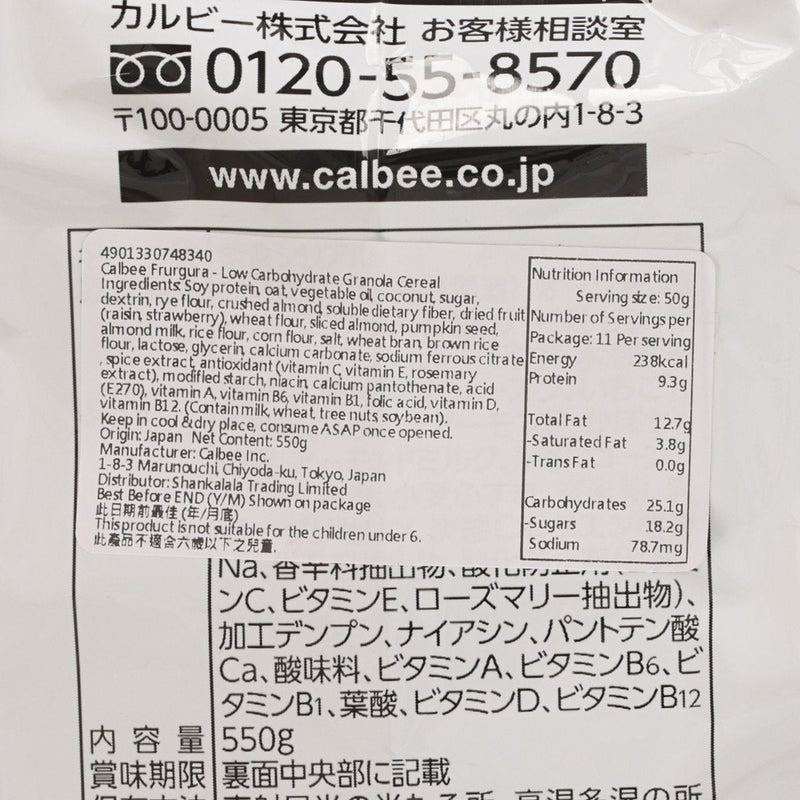 カルビー株式会社 お客様相談室
0120-55-8570
〒100-0005 東京都千代田区丸の内1-8-3
www.calbee.co.jp
4901330748340
Calbee Frurgura - Low Carbohydrate Granola Cereal
Ingredients: Soy protein, oat, vegetable oil, coconut, sugar,
dextrin, rye flour, crushed almond, soluble dietary fiber, dried fruit
(raisin, strawberry), wheat flour, sliced almond, pumpkin seed,
almond milk, rice flour, corn flour, salt, wheat bran, brown rice
flour, lactose, glycerin, calcium carbonate, sodium ferrous citrate
, spice extract, antioxidant (vitamin C, vitamin E, rosemary
extract), modified starch, niacin, calcium pantothenate, acid
(E270), vitamin A, vitamin B6, vitamin B1, folic acid, vitamin D,
vitamin B12. (Contain milk, wheat, tree nuts, soybean).
Keep in cool & dry place, consume ASAP once opened.
Origin: Japan Net Content: 550g
Manufacturer: Calbee Inc.
1-8-3 Marunouchi, Chiyoda-ku, Tokyo, Japan
Distributor: Shankalala Trading Limited
Best Before END (Y/M) Shown on package
此日期前最佳 (年/月底)
This product is not suitable for the children under 6.
此產品不適合六歲以下之兒童.
Nutrition Information
Serving size: 50g
Number of Servings per
Package: 11 Per serving
Energy 238kcal
Protein 9.3g
Total Fat 12.7g
-Saturated Fat 3.8g
-Trans Fat 0.0g
Carbohydrates 25.1g
-Sugars 18.2g
Sodium 78.7mg
Na、香辛料抽出物、酸化防止剤
ンC、ビタミンE、ローズマリー抽出物)、
加工デンプン、ナイアシン、パントテン酸
Ca、酸味料、ビタミンA、ビタミンB6、ビ
タミンB1、葉酸、ビタミンD、ビタミンB12
内容量 550g
賞味期限 裏面中央部に記載